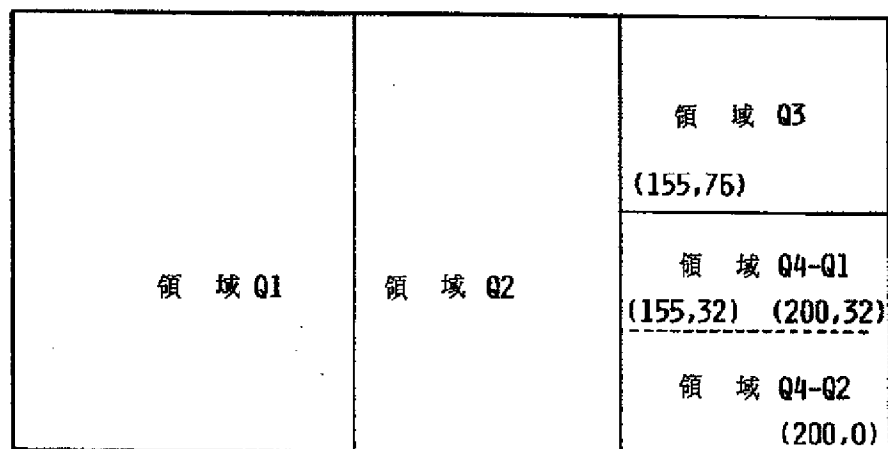 領 域 Q3
(155,76)
領 域 Q1
領 域 Q2
領 域 Q4-Q1
(155,32) (200,32)
領 域 Q4-Q2
(200,0)